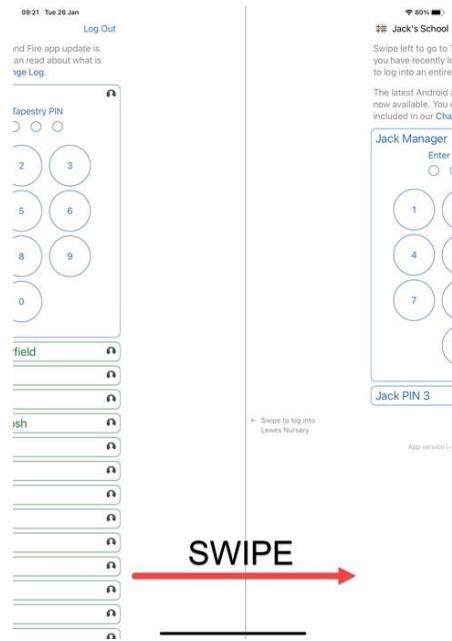 09:21 Tue 26 Jan
80%
Log Out
nd Fire app update is
an read about what is
nge Log.
Tapestry PIN
2 3
5 6
8 9
0
field
sh
Jack's School
Swipe left to go to T
you have recently lo
to log into an entire
The latest Android a
now available. You c
included in our Cha
Jack Manager
Enter
1
4
7
Jack PIN 3
← Swipe to log into
Lewes Nursery
App version 1-
SWIPE